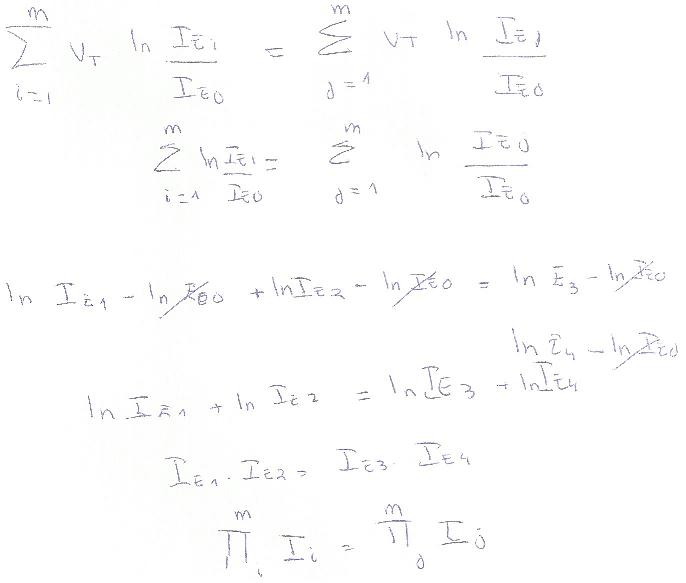 \sum_{i=1}^{m} V_T \ln \frac{I_{Ei}}{I_{E0}} = \sum_{j=1}^{m} V_T \ln \frac{I_{Ej}}{I_{E0}}
\sum_{i=1}^{m} \ln \frac{I_{Ei}}{I_{E0}} = \sum_{j=1}^{m} \ln \frac{I_{E0}}{I_{E0}}
\ln I_{E1} - \ln I_{E0} + \ln I_{E2} - \ln I_{E0} = \ln E_3 - \ln I_{E0}
\ln E_4 - \ln I_{E0}
\ln I_{E1} + \ln I_{E2} = \ln I_{E3} + \ln I_{E4}
I_{E1} \cdot I_{E2} = I_{E3} \cdot I_{E4}
\prod_{i}^{m} I_i = \prod_{j}^{m} I_j